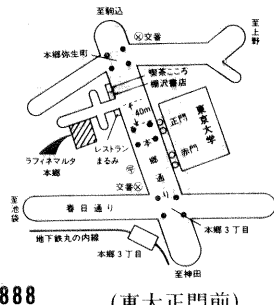 至駒込
交番
至上野
本郷弥生町
喫茶こころ
棚沢書店
40m
正門
東京大学
赤門
レストラン
まるみ
ラフィネマルタ
本郷
本郷通り
交番
至池袋
春日通り
本郷3丁目
地下鉄丸の内線
本郷3丁目
至神田
888
(東大正門前)